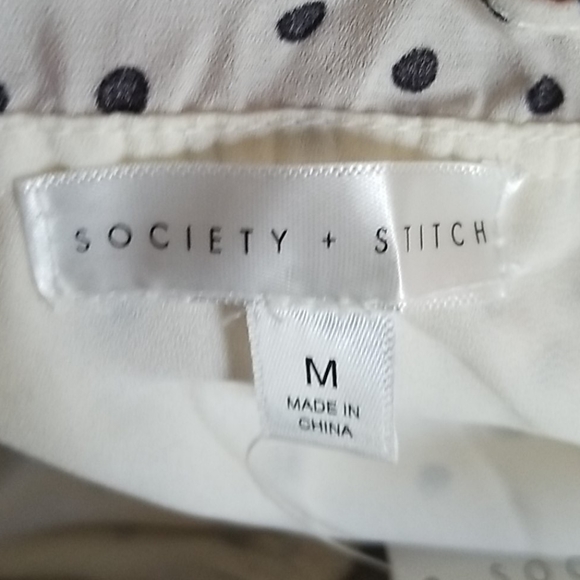 SOCIETY + STITCH
M
MADE IN
CHINA